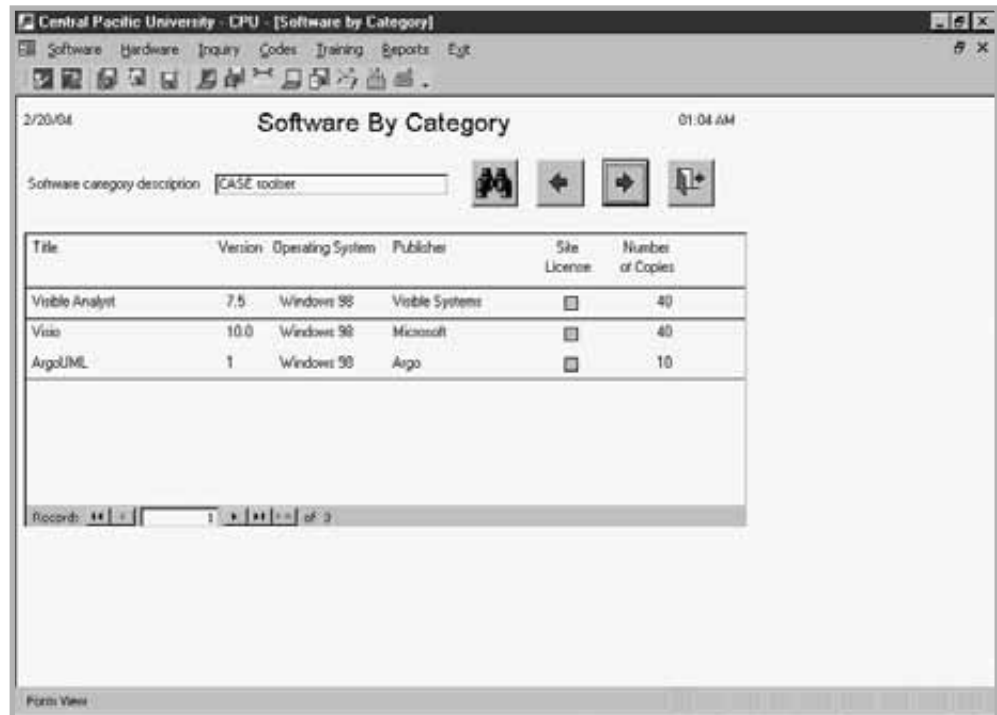 Central Pacific University - CPU - [Software by Category]
Software Hardware Inquiry Codes Training Reports Exit
2/20/04 Software By Category 01:04 AM
Software category description CASE toolset
Title Version Operating System Publisher Site License Number of Copies
Visible Analyst 7.5 Windows 98 Visible Systems 40
Visio 10.0 Windows 98 Microsoft 40
ArgoUML 1 Windows 98 Argo 10
Record: 1 of 3
Form View